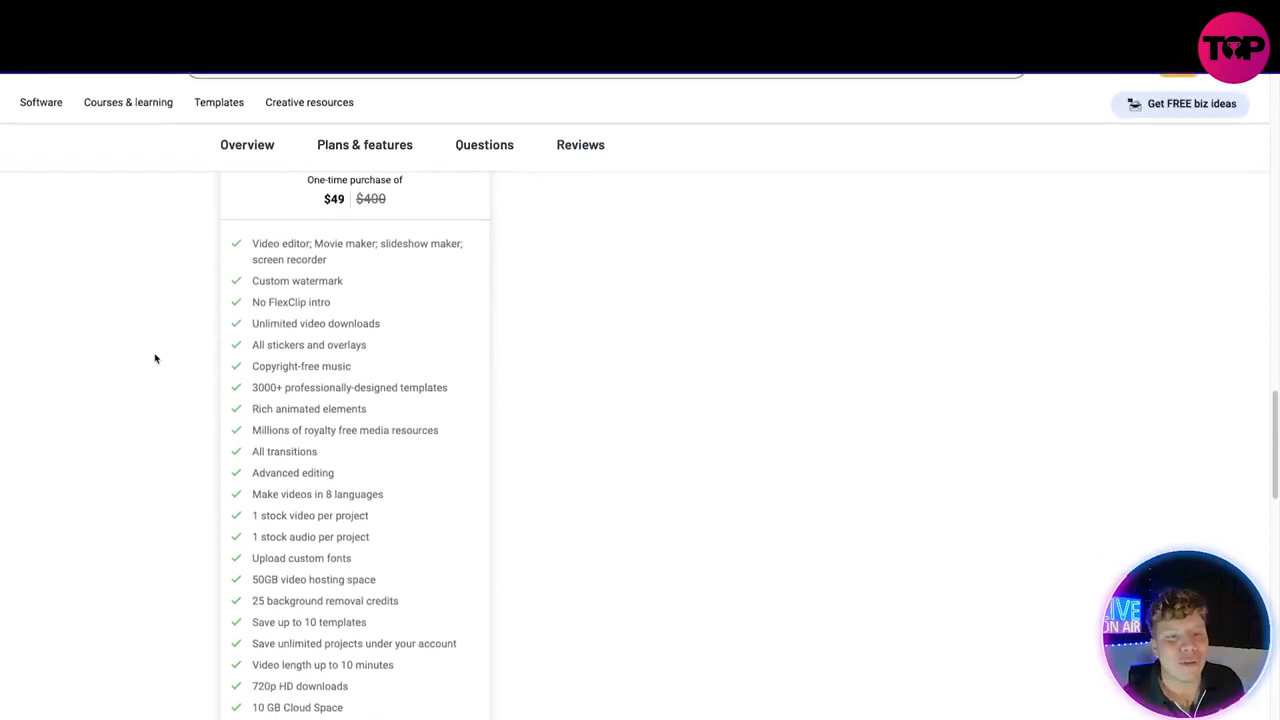 TOP
Software Courses & learning Templates Creative resources
Get FREE biz ideas
Overview Plans & features Questions Reviews
One-time purchase of
$49 $400
Video editor; Movie maker; slideshow maker;
screen recorder
Custom watermark
No FlexClip intro
Unlimited video downloads
All stickers and overlays
Copyright-free music
3000+ professionally-designed templates
Rich animated elements
Millions of royalty free media resources
All transitions
Advanced editing
Make videos in 8 languages
1 stock video per project
1 stock audio per project
Upload custom fonts
50GB video hosting space
25 background removal credits
Save up to 10 templates
Save unlimited projects under your account
Video length up to 10 minutes
720p HD downloads
10 GB Cloud Space
LIVE
ON AIR